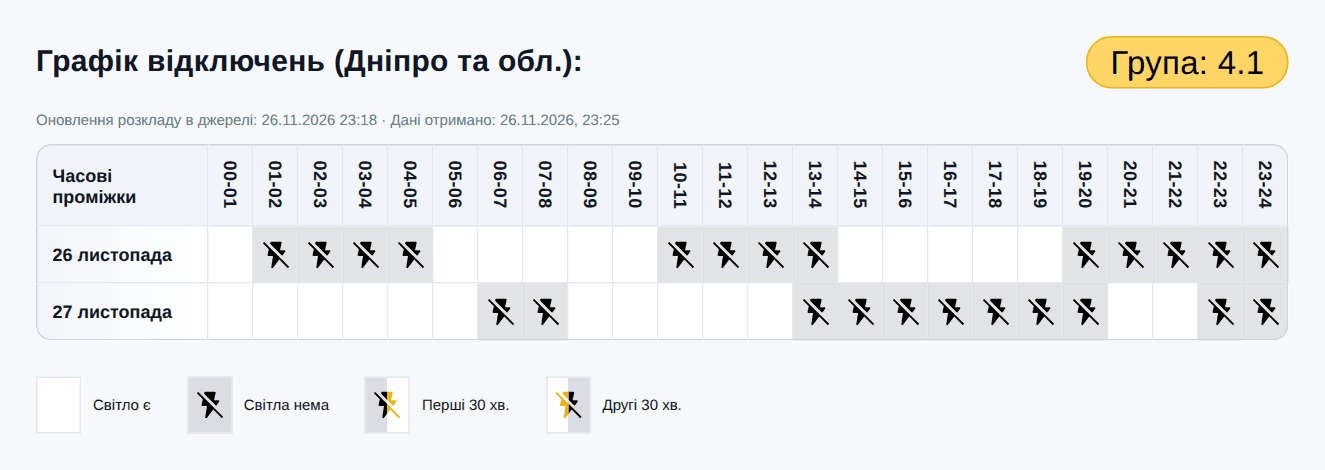 Графік відключень (Дніпро та обл.):
Група: 4.1
Оновлення розкладу в джерелі: 26.11.2026 23:18 · Дані отримано: 26.11.2026, 23:25
Часові
проміжки
00-01
01-02
02-03
03-04
04-05
05-06
06-07
07-08
08-09
09-10
10-11
11-12
12-13
13-14
14-15
15-16
16-17
17-18
18-19
19-20
20-21
21-22
22-23
23-24
26 листопада
27 листопада
Світло є
Світла нема
Перші 30 хв.
Другі 30 хв.